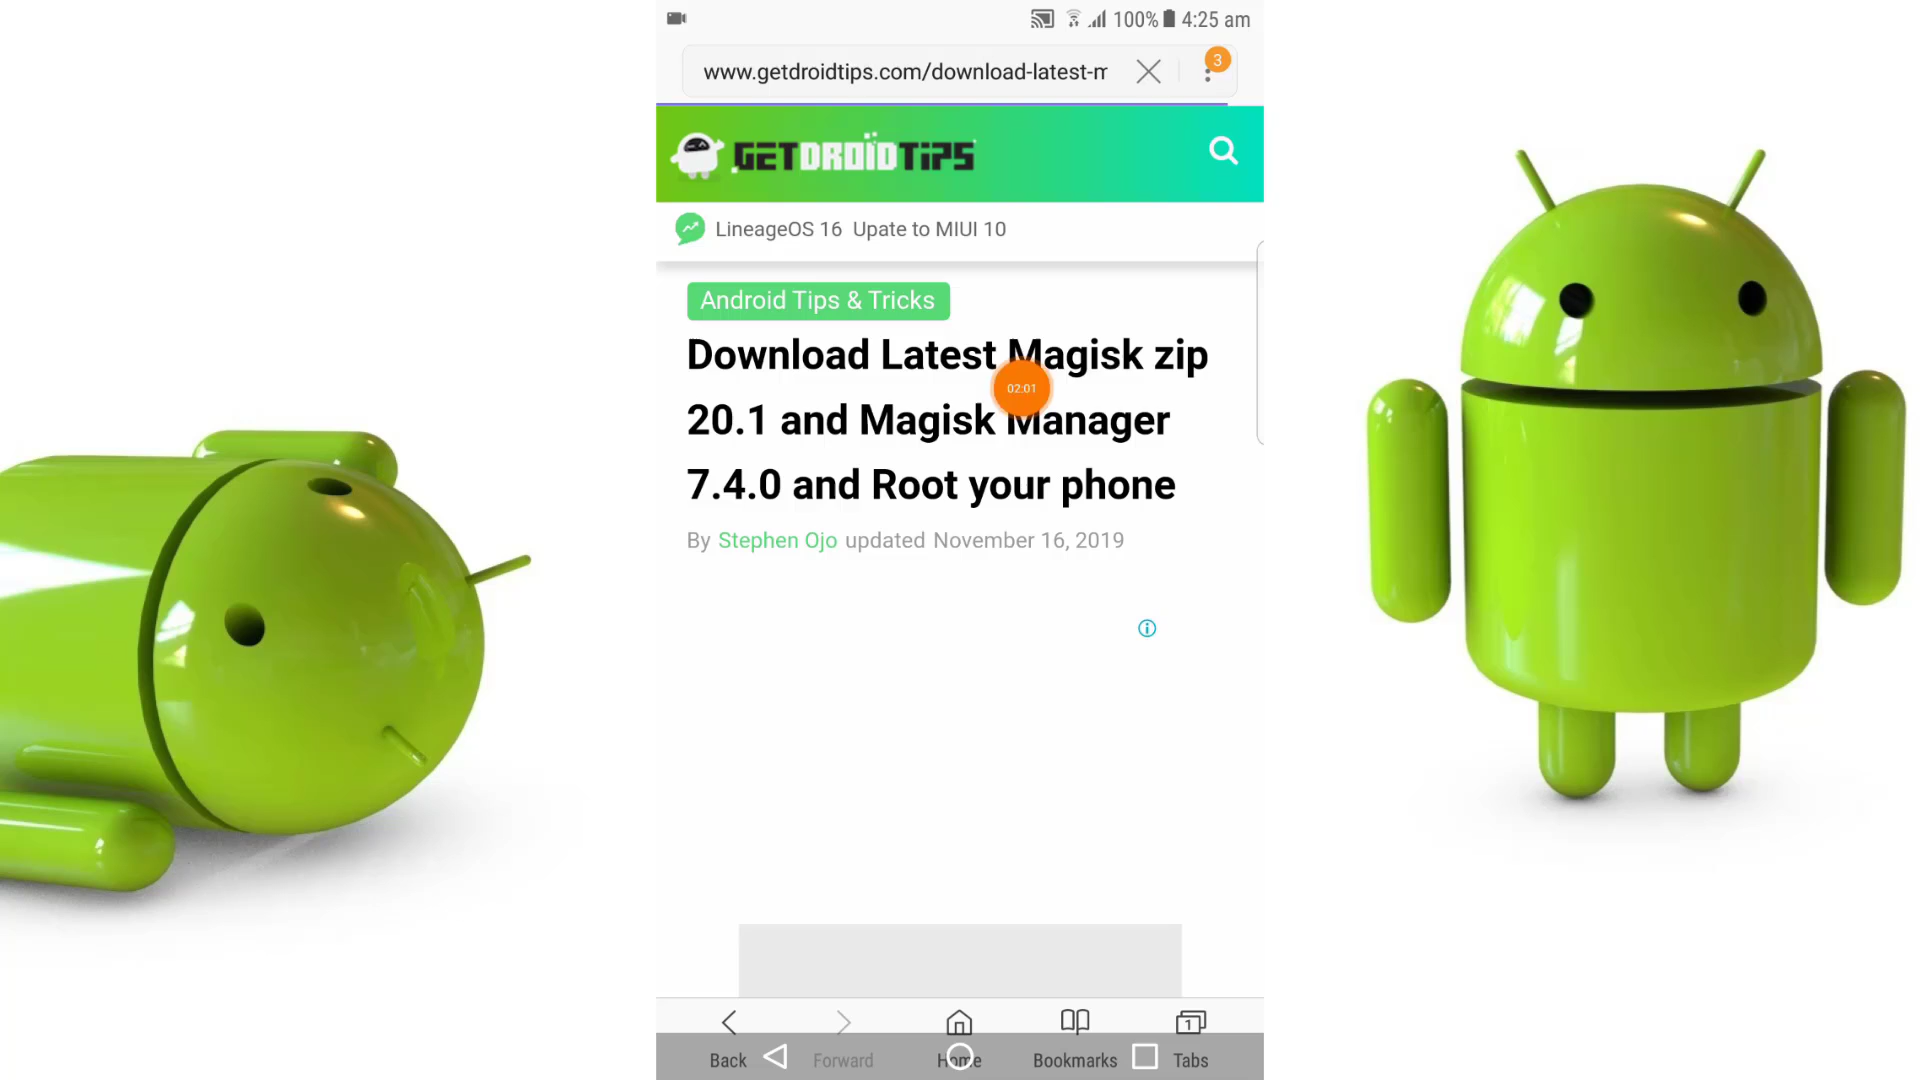 100% 4:25 am
www.getdroidtips.com/download-latest-m
3
GETDROIDTIPS
LineageOS 16 Upate to MIUI 10
Android Tips & Tricks
Download Latest Magisk zip
02:01
20.1 and Magisk Manager
7.4.0 and Root your phone
By Stephen Ojo updated November 16, 2019
1
Back Forward Home Bookmarks Tabs